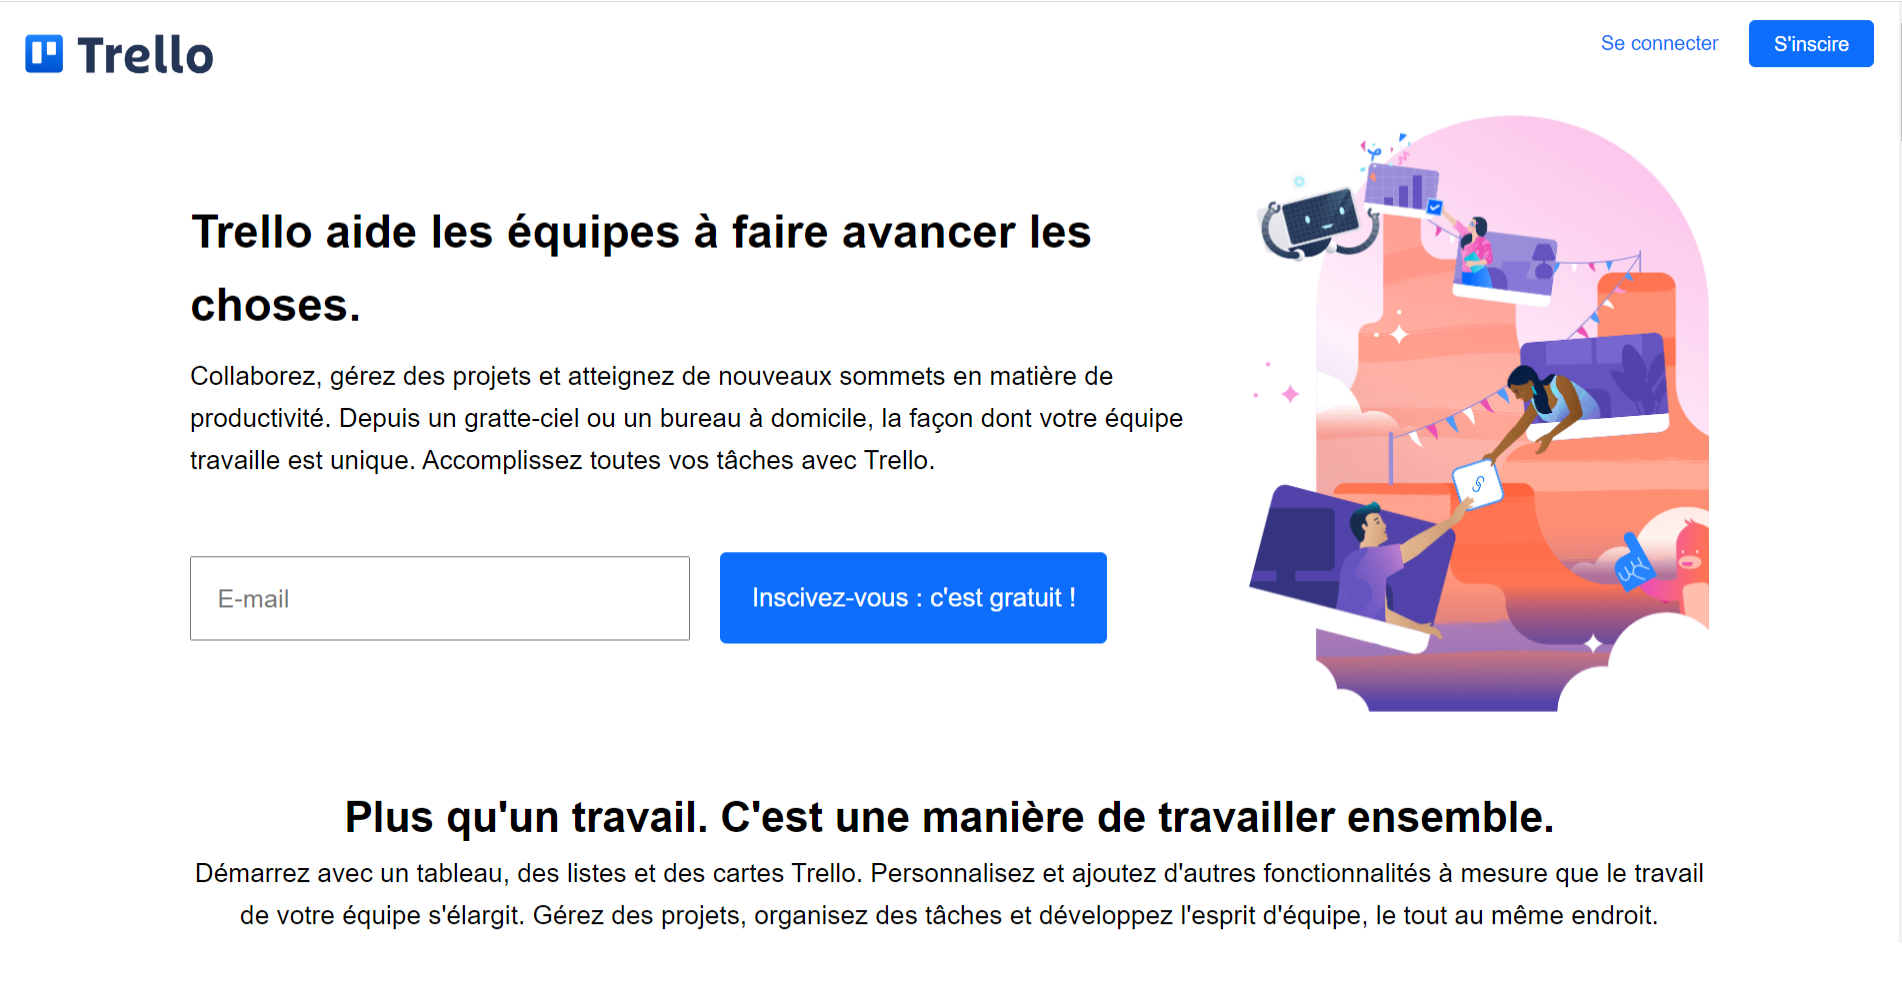 Trello
Se connecter
S'inscire
Trello aide les équipes à faire avancer les
choses.
Collaborez, gérez des projets et atteignez de nouveaux sommets en matière de
productivité. Depuis un gratte-ciel ou un bureau à domicile, la façon dont votre équipe
travaille est unique. Accomplissez toutes vos tâches avec Trello.
E-mail
Inscivez-vous : c'est gratuit !
Plus qu'un travail. C'est une manière de travailler ensemble.
Démarrez avec un tableau, des listes et des cartes Trello. Personnalisez et ajoutez d'autres fonctionnalités à mesure que le travail
de votre équipe s'élargit. Gérez des projets, organisez des tâches et développez l'esprit d'équipe, le tout au même endroit.